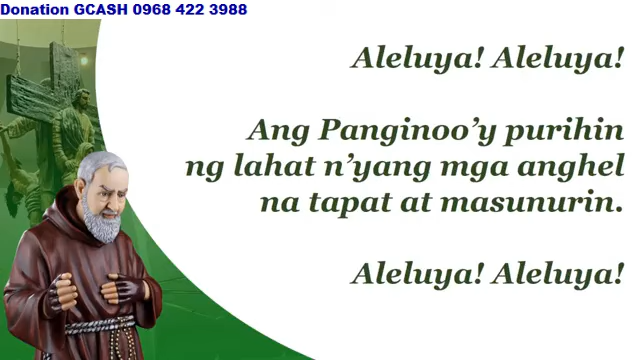 Donation GCASH 0968 422 3988
Aleluya! Aleluya!
Ang Panginoo’y purihin
ng lahat n’yang mga anghel
na tapat at masunurin.
Aleluya! Aleluya!